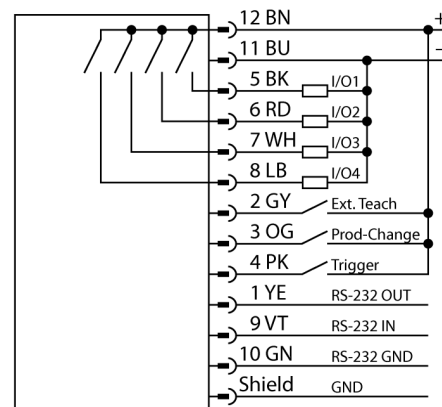 12 BN +
11 BU –
5 BK I/O1
6 RD I/O2
7 WH I/O3
8 LB I/O4
2 GY Ext. Teach
3 OG Prod-Change
4 PK Trigger
1 YE RS-232 OUT
9 VT RS-232 IN
10 GN RS-232 GND
Shield GND